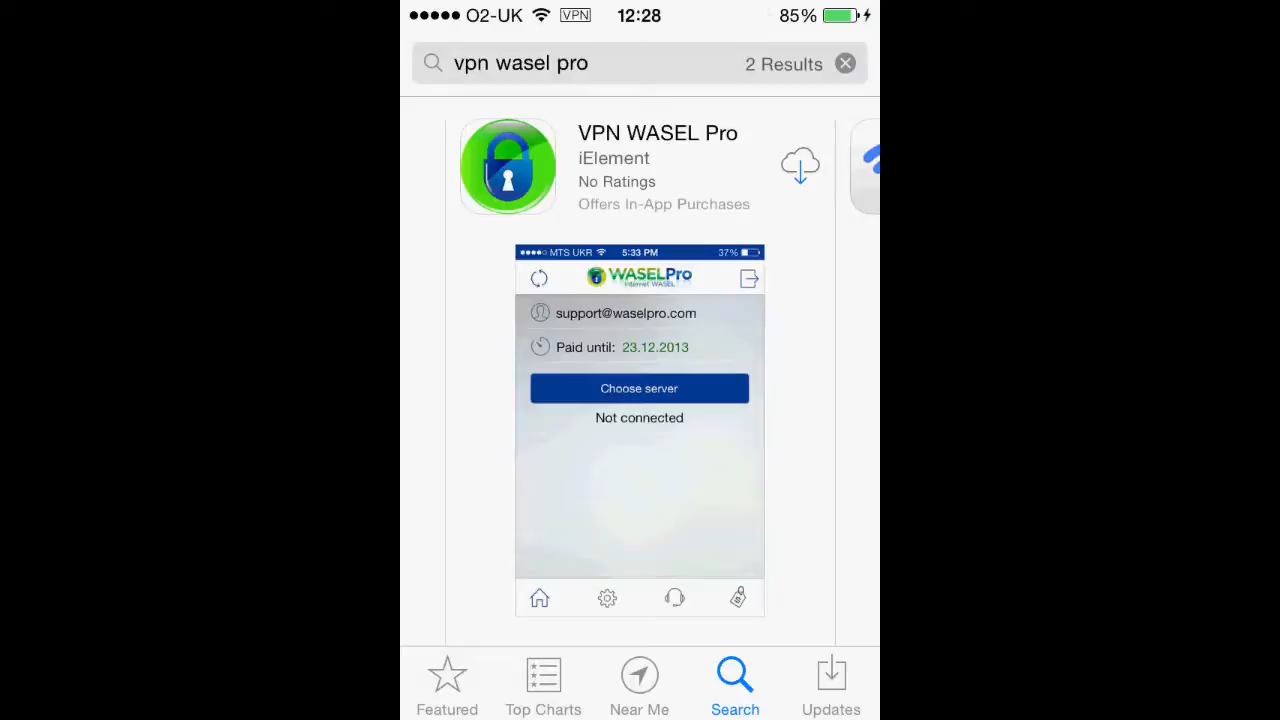 O2-UK VPN 12:28 85%
vpn wasel pro 2 Results
VPN WASEL Pro
iElement
No Ratings
Offers In-App Purchases
MTS UKR 5:33 PM 37%
WASELPro
Internet WASEL
support@waselpro.com
Paid until: 23.12.2013
Choose server
Not connected
Featured Top Charts Near Me Search Updates